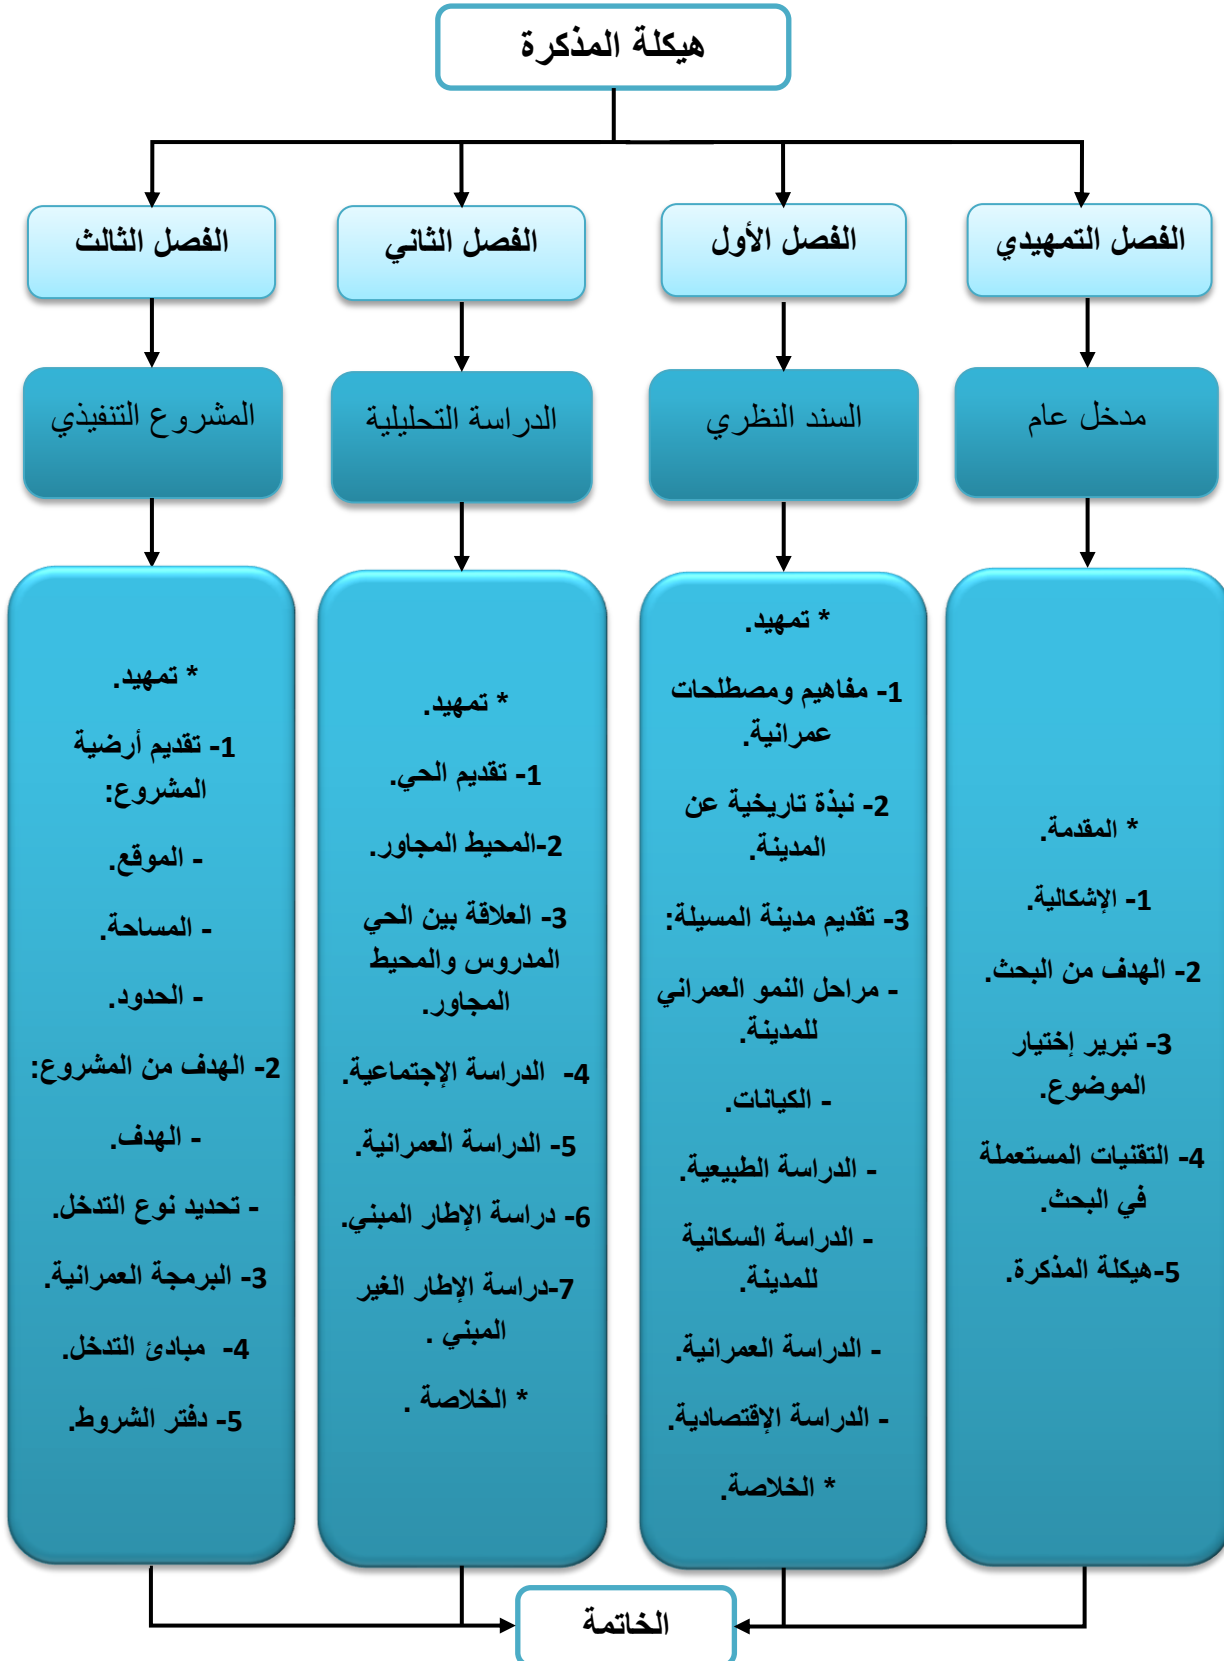 هيكلة المذكرة
الفصل التمهيدي
الفصل الأول
الفصل الثاني
الفصل الثالث
مدخل عام
السند النظري
الدراسة التحليلية
المشروع التنفيذي
* المقدمة.
1- الإشكالية.
2- الهدف من البحث.
3- تبرير إختيار
الموضوع.
4- التقنيات المستعملة
في البحث.
5-هيكلة المذكرة.
* تمهيد.
1- مفاهيم ومصطلحات
عمرانية.
2- نبذة تاريخية عن
المدينة.
3- تقديم مدينة المسيلة:
- مراحل النمو العمراني
للمدينة.
- الكيانات.
- الدراسة الطبيعية.
- الدراسة السكانية
للمدينة.
- الدراسة العمرانية.
- الدراسة الإقتصادية.
* الخلاصة.
* تمهيد.
1- تقديم الحي.
2-المحيط المجاور.
3- العلاقة بين الحي
المدروس والمحيط
المجاور.
4- الدراسة الإجتماعية.
5- الدراسة العمرانية.
6- دراسة الإطار المبني.
7-دراسة الإطار الغير
المبني .
* الخلاصة .
* تمهيد.
1- تقديم أرضية
المشروع:
- الموقع.
- المساحة.
- الحدود.
2- الهدف من المشروع:
- الهدف.
- تحديد نوع التدخل.
3- البرمجة العمرانية.
4- مبادئ التدخل.
5- دفتر الشروط.
الخاتمة